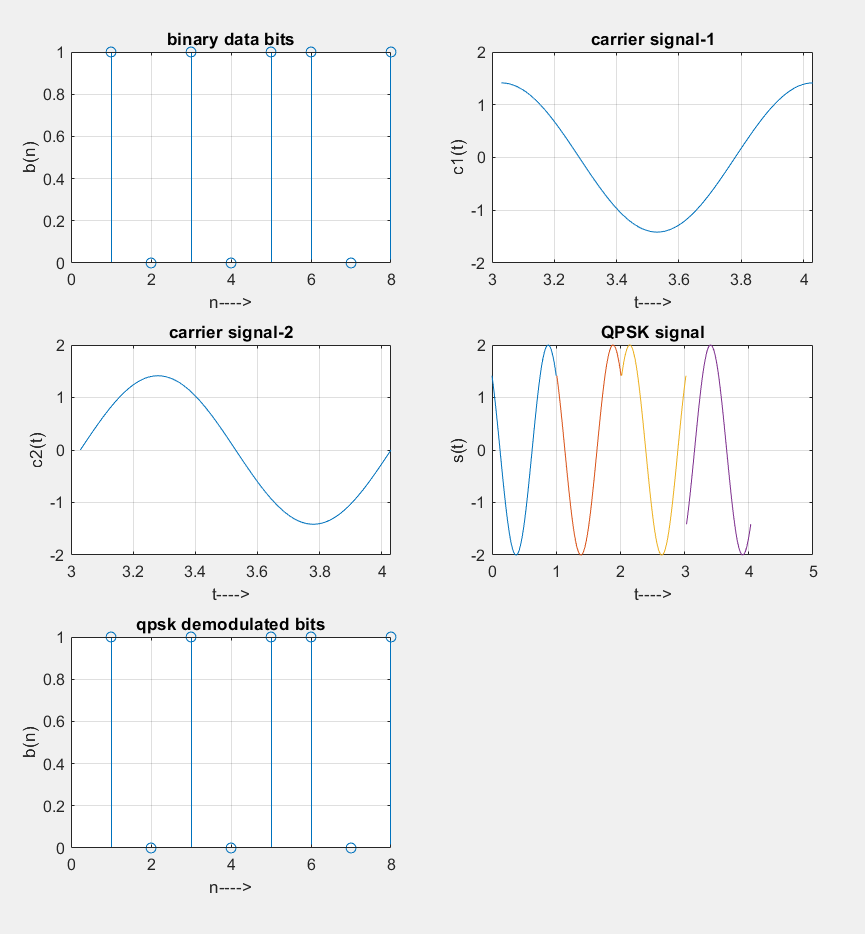 binary data bits
b(n)
1
0.8
0.6
0.4
0.2
0
0 2 4 6 8
n---->
carrier signal-1
c1(t)
2
1
0
-1
-2
3 3.2 3.4 3.6 3.8 4
t---->
carrier signal-2
c2(t)
2
1
0
-1
-2
3 3.2 3.4 3.6 3.8 4
t---->
QPSK signal
s(t)
2
1
0
-1
-2
0 1 2 3 4 5
t---->
qpsk demodulated bits
b(n)
1
0.8
0.6
0.4
0.2
0
0 2 4 6 8
n---->